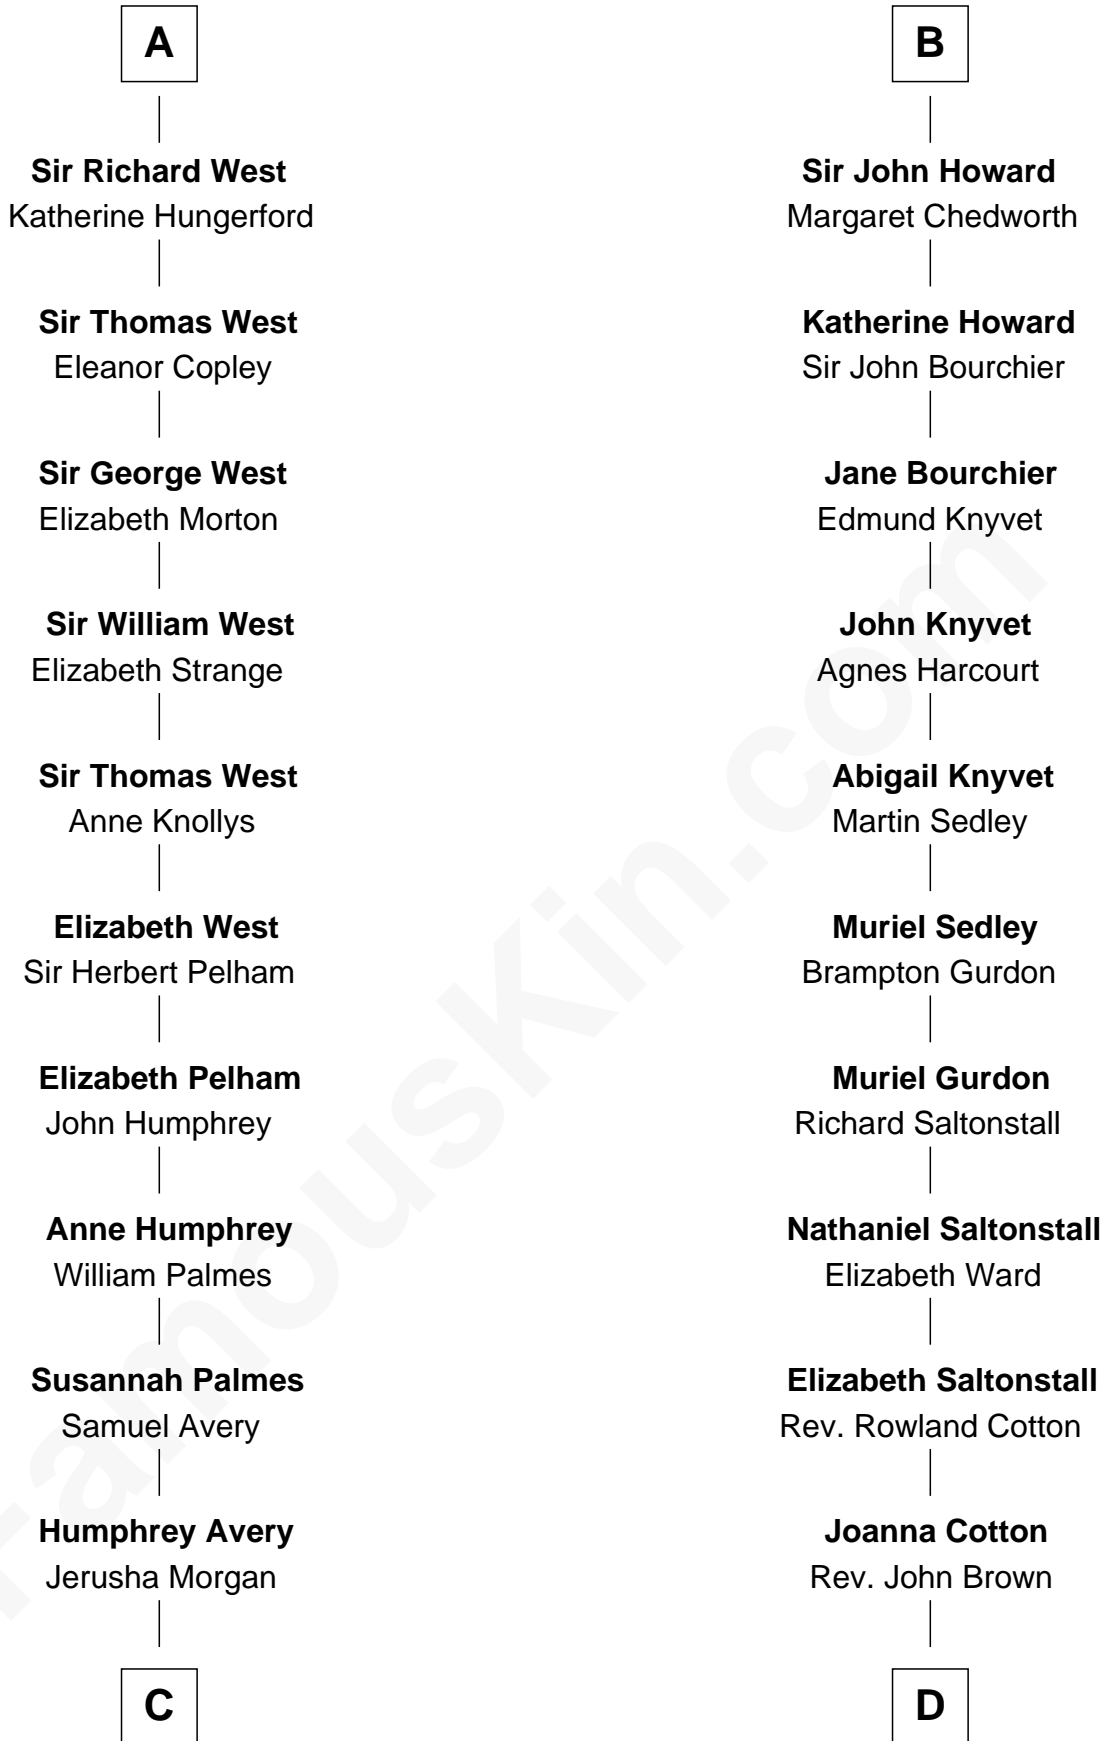 A
Sir Richard West
Katherine Hungerford
Sir Thomas West
Eleanor Copley
Sir George West
Elizabeth Morton
Sir William West
Elizabeth Strange
Sir Thomas West
Anne Knollys
Elizabeth West
Sir Herbert Pelham
Elizabeth Pelham
John Humphrey
Anne Humphrey
William Palmes
Susannah Palmes
Samuel Avery
Humphrey Avery
Jerusha Morgan
C
B
Sir John Howard
Margaret Chedworth
Katherine Howard
Sir John Bourchier
Jane Bourchier
Edmund Knyvet
John Knyvet
Agnes Harcourt
Abigail Knyvet
Martin Sedley
Muriel Sedley
Brampton Gurdon
Muriel Gurdon
Richard Saltonstall
Nathaniel Saltonstall
Elizabeth Ward
Elizabeth Saltonstall
Rev. Rowland Cotton
Joanna Cotton
Rev. John Brown
D
FamousKin.com